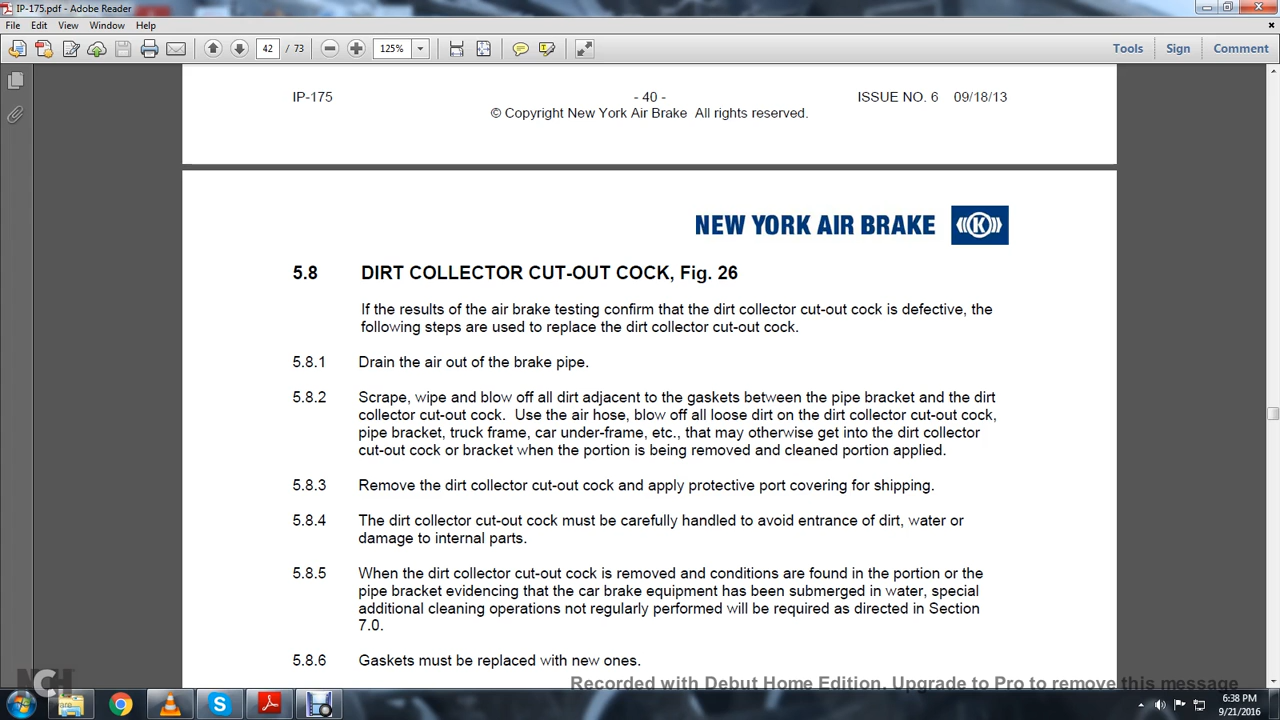 IP-175.pdf - Adobe Reader
File Edit View Window Help
42 / 73 125% Tools Sign Comment
IP-175 - 40 - ISSUE NO. 6 09/18/13
© Copyright New York Air Brake All rights reserved.
NEW YORK AIR BRAKE K
5.8 DIRT COLLECTOR CUT-OUT COCK, Fig. 26
If the results of the air brake testing confirm that the dirt collector cut-out cock is defective, the
following steps are used to replace the dirt collector cut-out cock.
5.8.1 Drain the air out of the brake pipe.
5.8.2 Scrape, wipe and blow off all dirt adjacent to the gaskets between the pipe bracket and the dirt
collector cut-out cock. Use the air hose, blow off all loose dirt on the dirt collector cut-out cock,
pipe bracket, truck frame, car under-frame, etc., that may otherwise get into the dirt collector
cut-out cock or bracket when the portion is being removed and cleaned portion applied.
5.8.3 Remove the dirt collector cut-out cock and apply protective port covering for shipping.
5.8.4 The dirt collector cut-out cock must be carefully handled to avoid entrance of dirt, water or
damage to internal parts.
5.8.5 When the dirt collector cut-out cock is removed and conditions are found in the portion or the
pipe bracket evidencing that the car brake equipment has been submerged in water, special
additional cleaning operations not regularly performed will be required as directed in Section
7.0.
5.8.6 Gaskets must be replaced with new ones.
Recorded with Debut Home Edition. Upgrade to Pro to remove this message
NCH
6:38 PM
9/21/2016